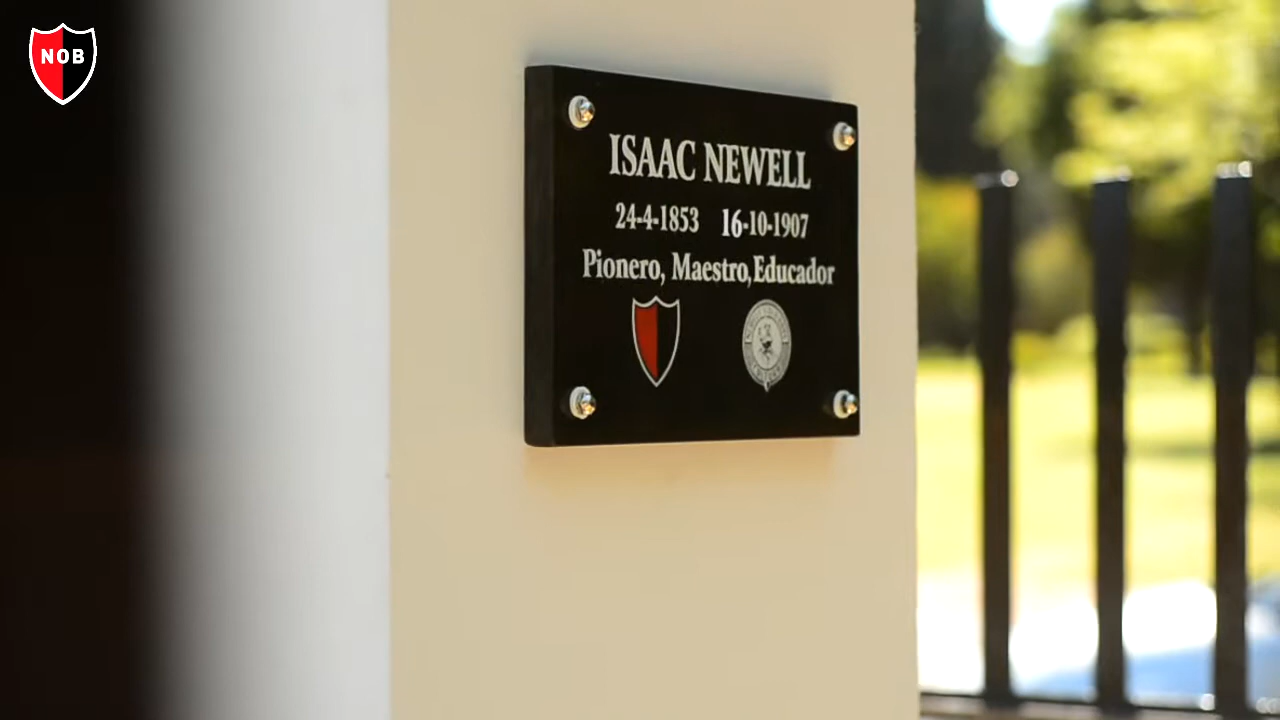 NOB
ISAAC NEWELL
24-4-1853 16-10-1907
Pionero, Maestro, Educador